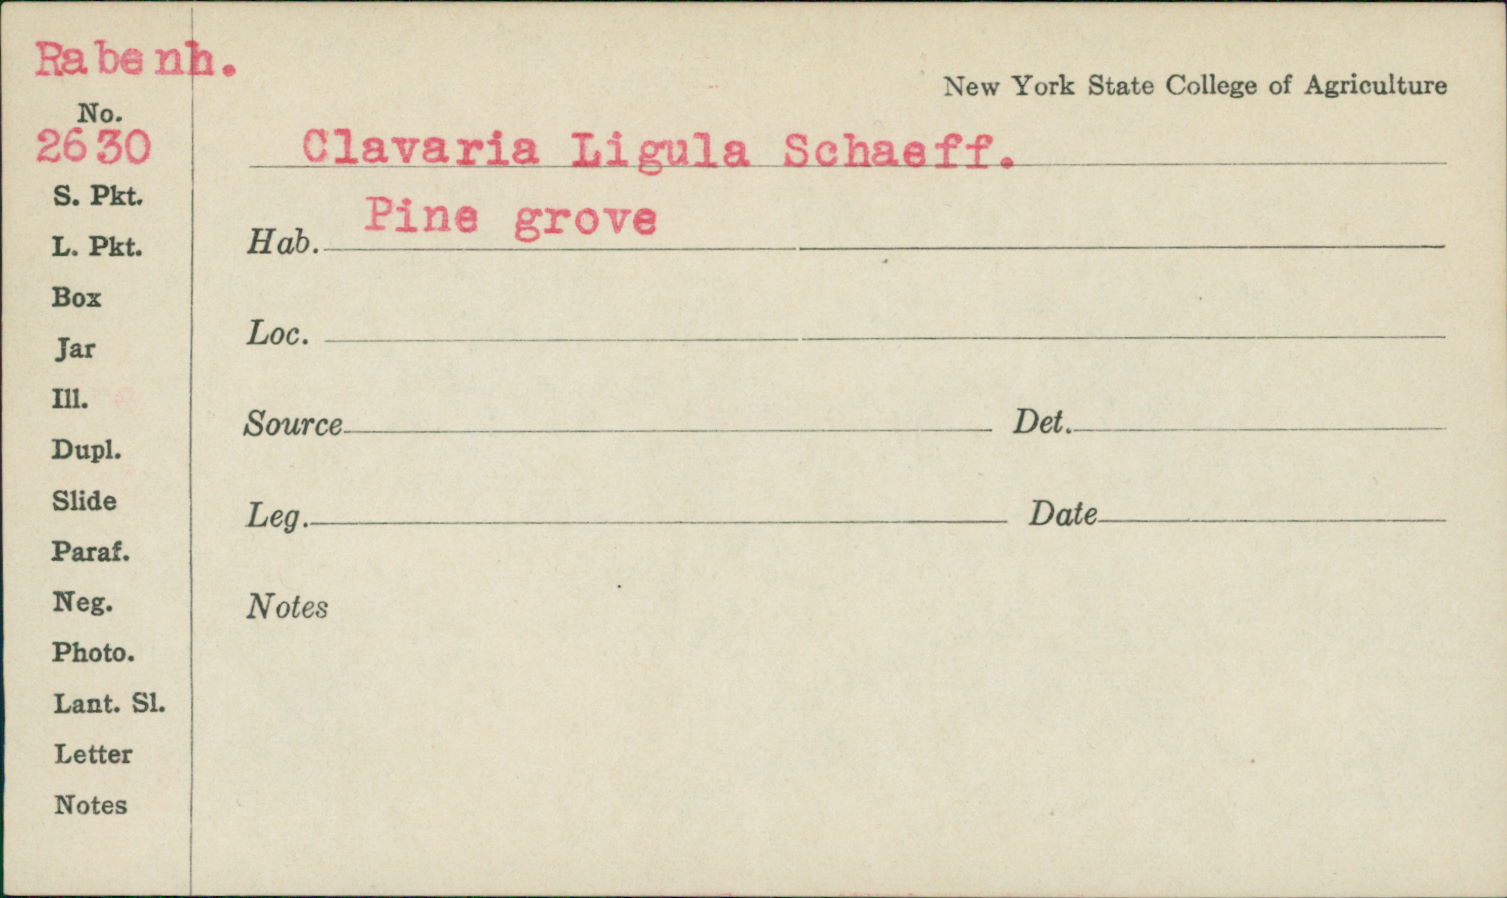 Rabenh.
New York State College of Agriculture
No.
2630
Clavaria Ligula Schaeff.
S. Pkt.
Pine grove
Hab.
L. Pkt.
Box
Loc.
Jar
Ill.
Source Det.
Dupl.
Slide
Leg. Date
Paraf.
Neg.
Notes
Photo.
Lant. Sl.
Letter
Notes